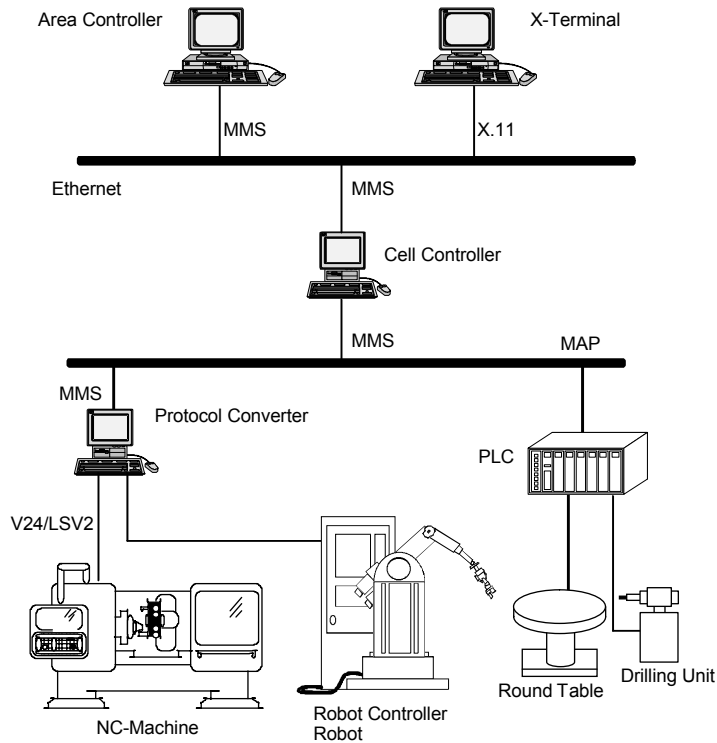 Area Controller
X-Terminal
MMS
X.11
Ethernet
MMS
Cell Controller
MMS
MAP
MMS
Protocol Converter
PLC
V24/LSV2
Round Table
Drilling Unit
NC-Machine
Robot Controller
Robot